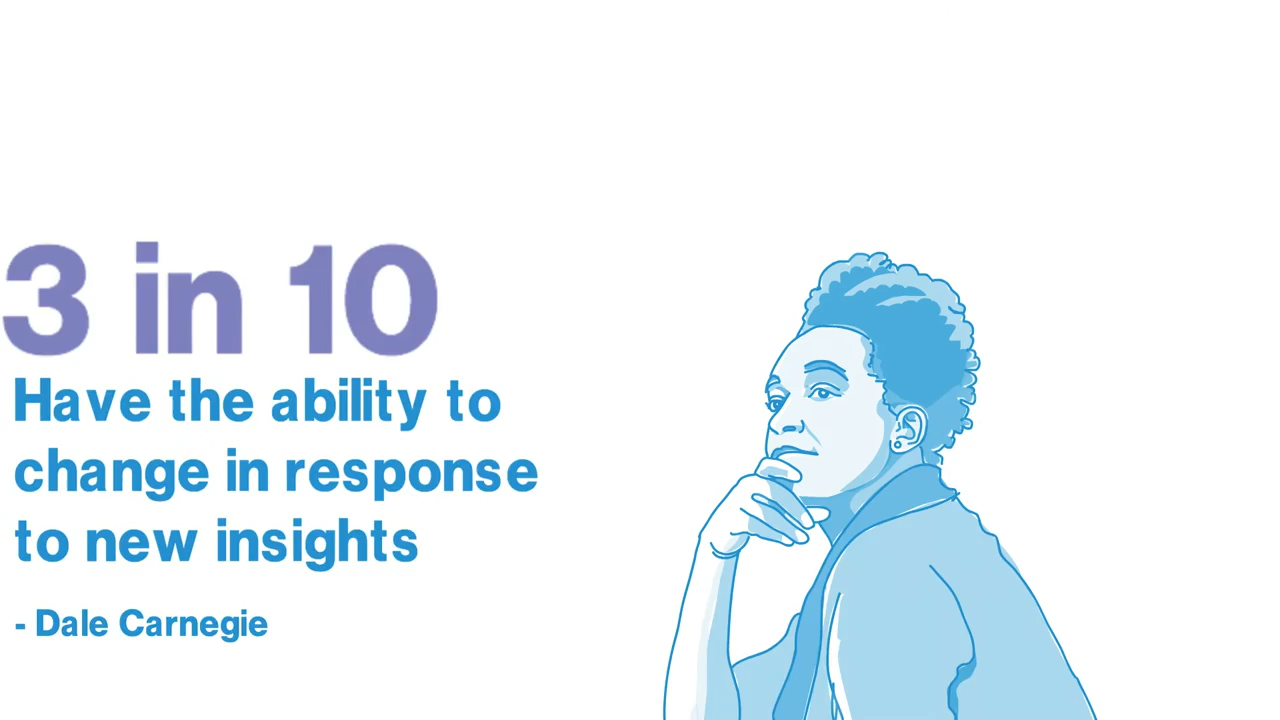 3 in 10
Have the ability to
change in response
to new insights
- Dale Carnegie